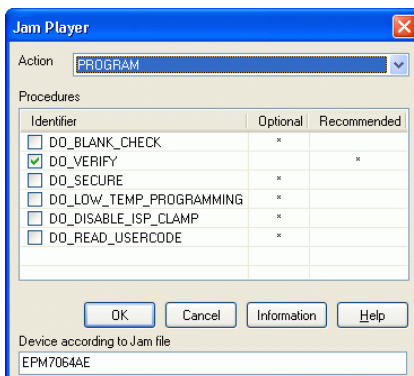 Jam Player
Action PROGRAM
Procedures
Identifier Optional Recommended
DO_BLANK_CHECK *
DO_VERIFY *
DO_SECURE *
DO_LOW_TEMP_PROGRAMMING *
DO_DISABLE_ISP_CLAMP *
DO_READ_USERCODE *
OK Cancel Information Help
Device according to Jam file
EPM7064AE